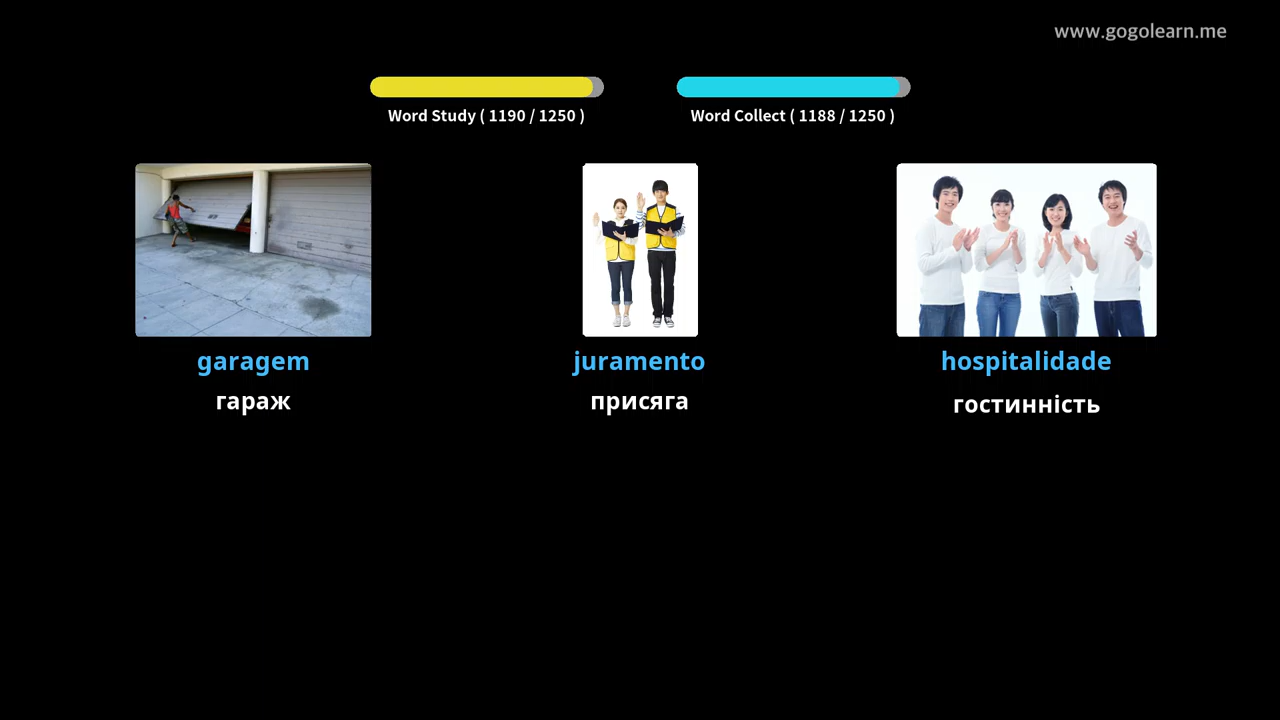 www.gogolearn.me
Word Study ( 1190 / 1250 )
Word Collect ( 1188 / 1250 )
garagem
juramento
hospitalidade
гараж
присяга
гостинність